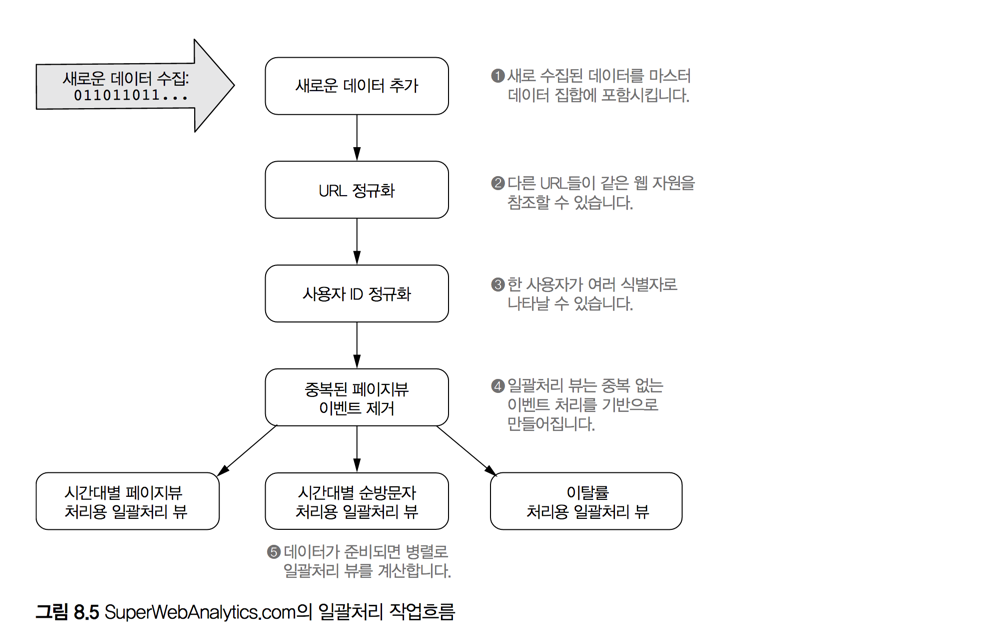 새로운 데이터 수집:
011011011...
새로운 데이터 추가
❶ 새로 수집된 데이터를 마스터
데이터 집합에 포함시킵니다.
URL 정규화
❷ 다른 URL들이 같은 웹 자원을
참조할 수 있습니다.
사용자 ID 정규화
❸ 한 사용자가 여러 식별자로
나타날 수 있습니다.
중복된 페이지뷰
이벤트 제거
❹ 일괄처리 뷰는 중복 없는
이벤트 처리를 기반으로
만들어집니다.
시간대별 페이지뷰
처리용 일괄처리 뷰
시간대별 순방문자
처리용 일괄처리 뷰
이탈률
처리용 일괄처리 뷰
❺ 데이터가 준비되면 병렬로
일괄처리 뷰를 계산합니다.
그림 8.5 SuperWebAnalytics.com의 일괄처리 작업흐름